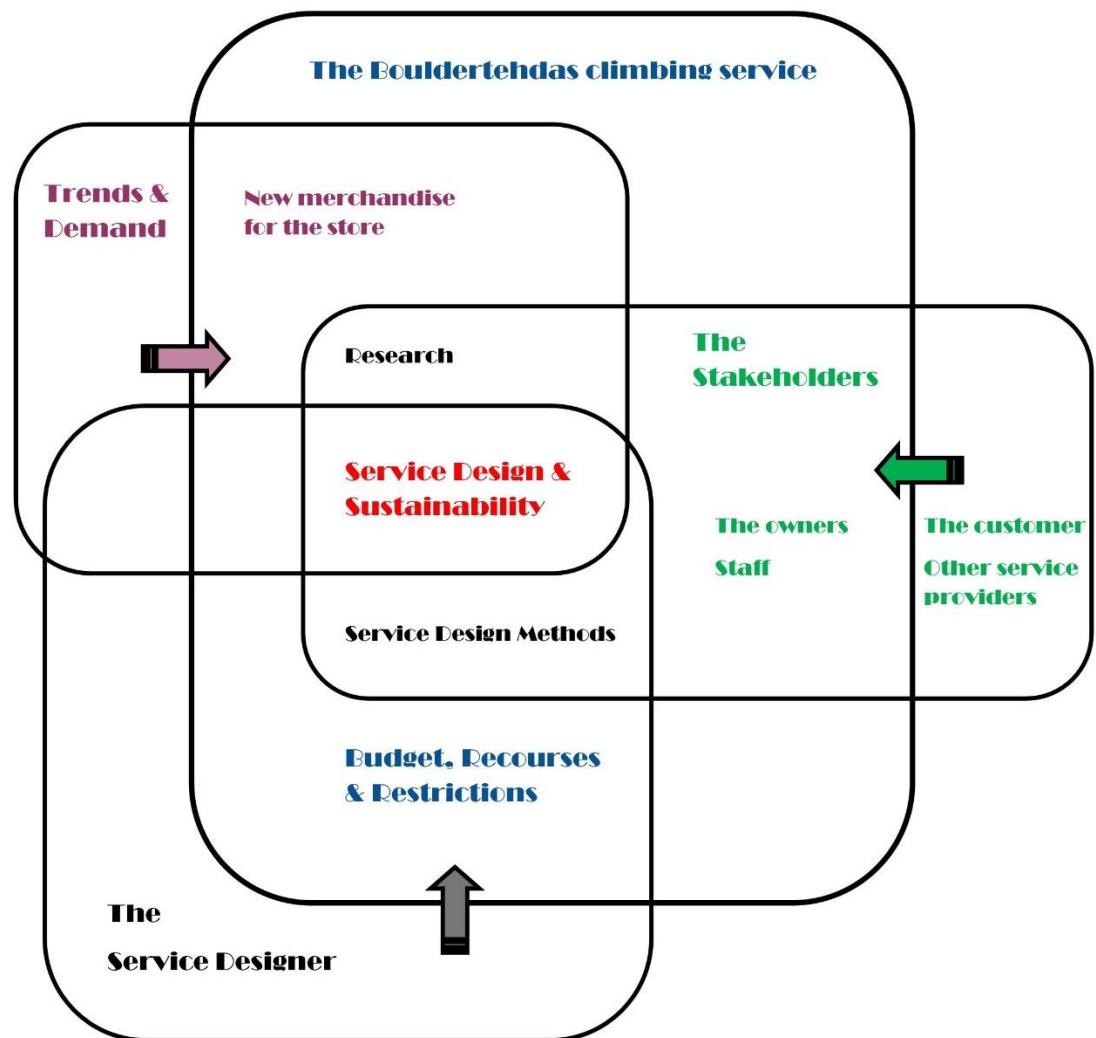 The Bouldertehdas climbing service
Trends &
Demand
New merchandise
for the store
Research
The
Stakeholders
Service Design &
Sustainability
The owners
Staff
The customer
Other service
providers
Service Design Methods
Budget, Recourses
& Restrictions
The
Service Designer